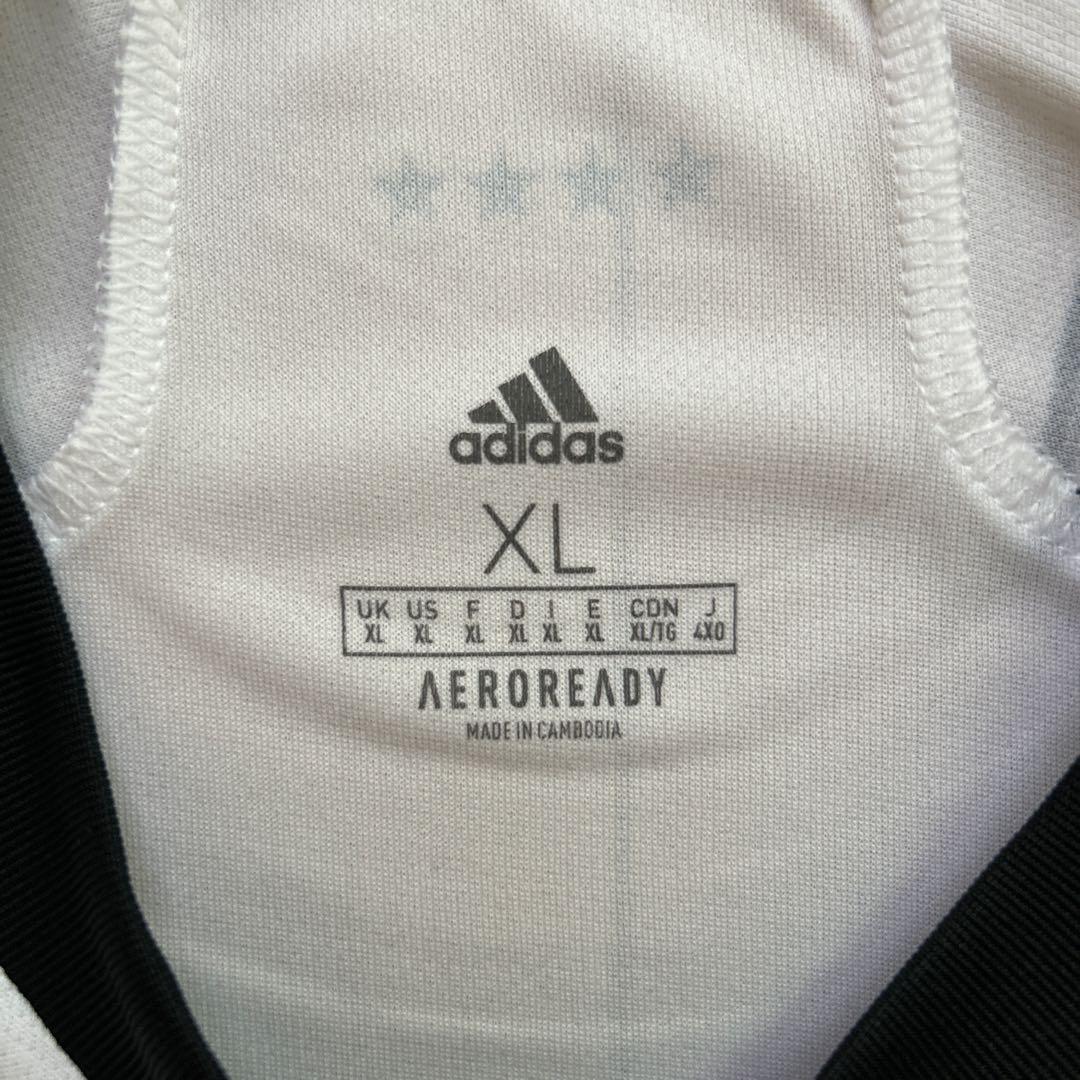 adidas
XL
UK US F D I E CDN J
XL XL XL XL XL XL XL/TG 4XO
AEROREADY
MADE IN CAMBODIA